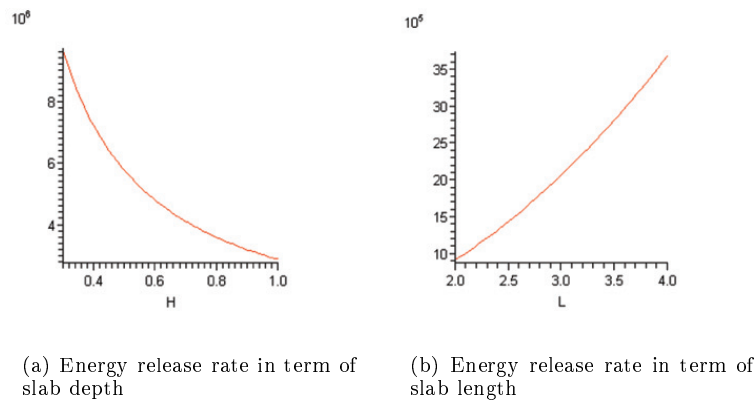 10⁶
8
6
4
0.4 0.6 0.8 1.0
H
10⁵
35
30
25
20
15
10
2.0 2.5 3.0 3.5 4.0
L
(a) Energy release rate in term of
slab depth
(b) Energy release rate in term of
slab length